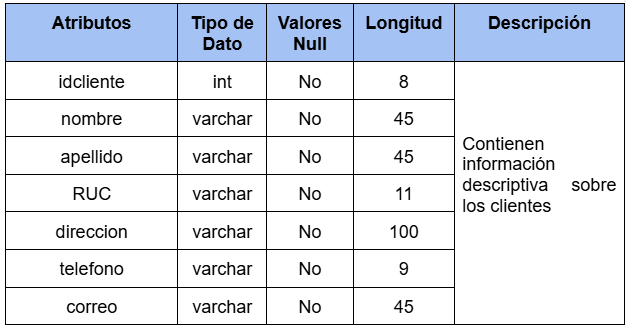 Atributos Tipo de Dato Valores Null Longitud Descripción
idcliente int No 8 Contienen información descriptiva sobre los clientes
nombre varchar No 45
apellido varchar No 45
RUC varchar No 11
direccion varchar No 100
telefono varchar No 9
correo varchar No 45